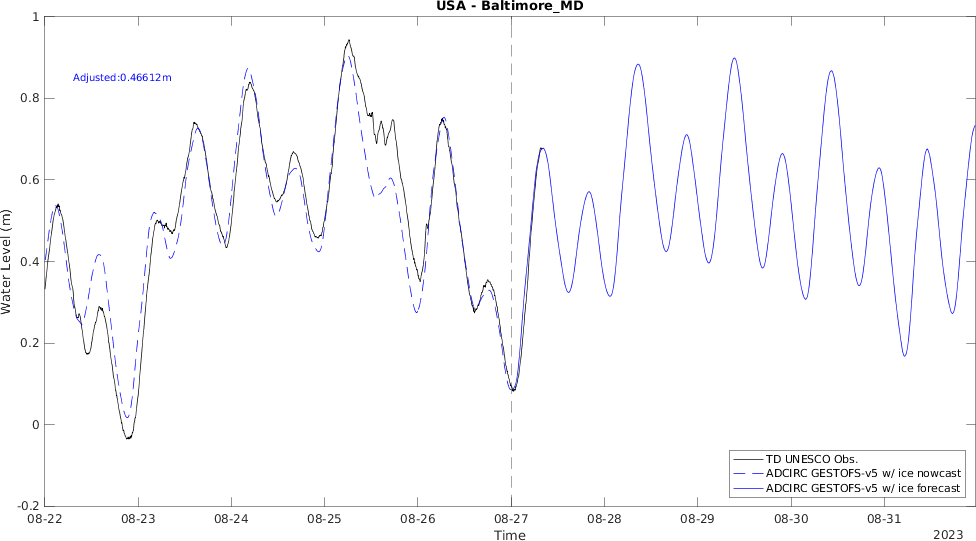 USA - Baltimore_MD
Adjusted:0.46612m
1
0.8
0.6
0.4
0.2
0
-0.2
Water Level (m)
08-22 08-23 08-24 08-25 08-26 08-27 08-28 08-29 08-30 08-31
Time
2023
TD UNESCO Obs.
ADCIRC GESTOFS-v5 w/ ice nowcast
ADCIRC GESTOFS-v5 w/ ice forecast